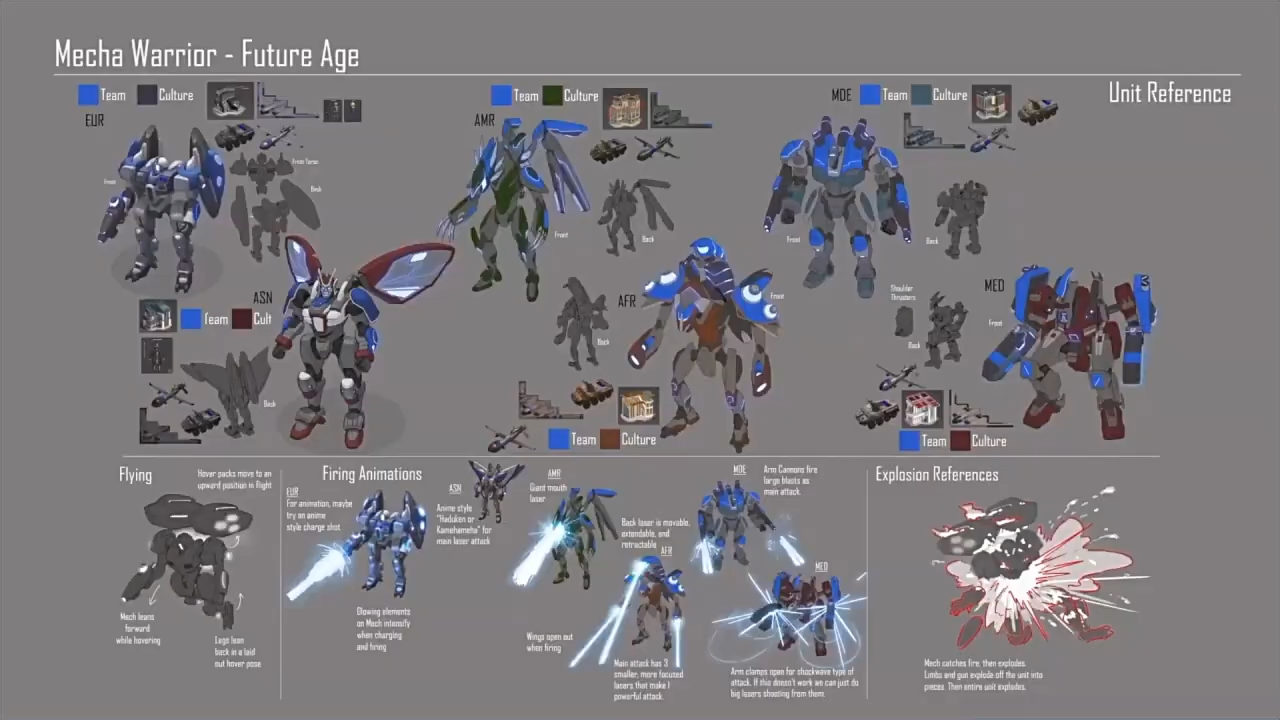 Mecha Warrior - Future Age
Unit Reference
Team
Culture
EUR
Front
Front Torso
Back
Team
Culture
AMR
Front
Back
MDE
Team
Culture
Front
Back
ASN
Team
Cult
Back
AFR
Front
Back
Team
Culture
MED
Shoulder
Thrusters
Front
Back
Team
Culture
Flying
Hover packs move to an
upward position in flight
Mech leans
forward
while hovering
Legs lean
back in a laid
out hover pose
Firing Animations
EUR
For animation, maybe
try an anime
style charge shot
Glowing elements
on Mech intensify
when charging
and firing
ASN
Anime style
"Haduken or
Kamehameha" for
main laser attack
AMR
Giant mouth
laser
Wings open out
when firing
Back laser is movable,
extendable, and
retractable
AFR
Main attack has 3
smaller, more focused
lasers that make 1
powerful attack.
MDE
Arm Cannons fire
large blasts as
main attack.
MED
Arm clamps open for shockwave type of
attack. If this doesn't work we can just do
big lasers shooting from them.
Explosion References
Mech catches fire, then explodes.
Limbs and gun explode off the unit into
pieces. Then entire unit explodes.